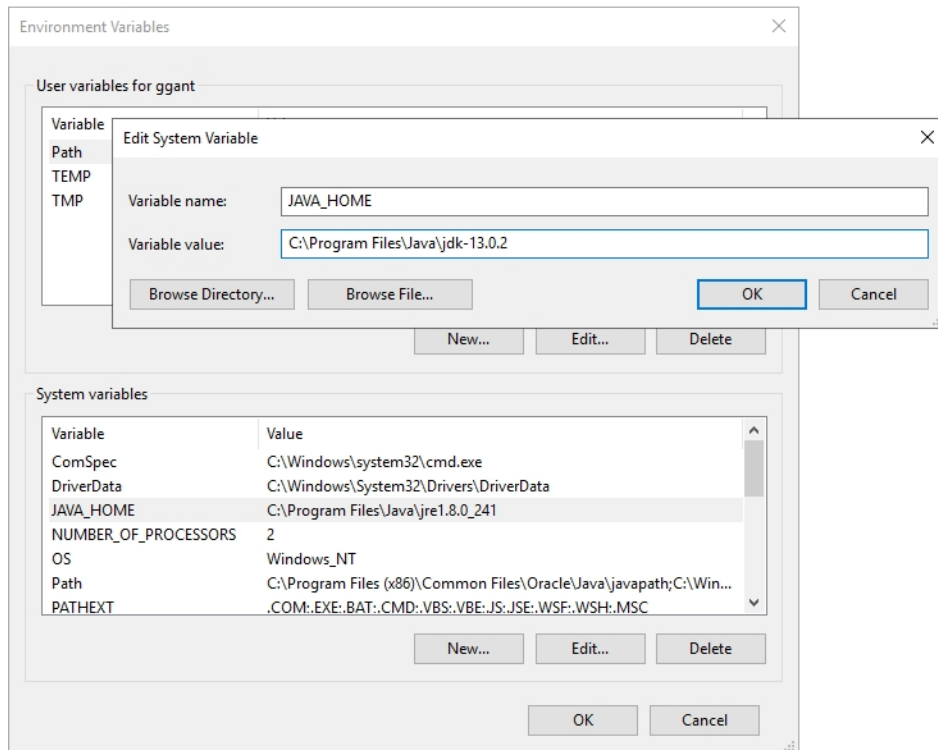 Environment Variables
User variables for ggant
Variable
Path
TEMP
TMP
Edit System Variable
Variable name: JAVA_HOME
Variable value: C:\Program Files\Java\jdk-13.0.2
Browse Directory... Browse File... OK Cancel
New... Edit... Delete
System variables
Variable Value
ComSpec C:\Windows\system32\cmd.exe
DriverData C:\Windows\System32\Drivers\DriverData
JAVA_HOME C:\Program Files\Java\jre1.8.0_241
NUMBER_OF_PROCESSORS 2
OS Windows_NT
Path C:\Program Files (x86)\Common Files\Oracle\Java\javapath;C:\Win...
PATHEXT .COM;.EXE;.BAT;.CMD;.VBS;.VBE;.JS;.JSE;.WSF;.WSH;.MSC
New... Edit... Delete
OK Cancel